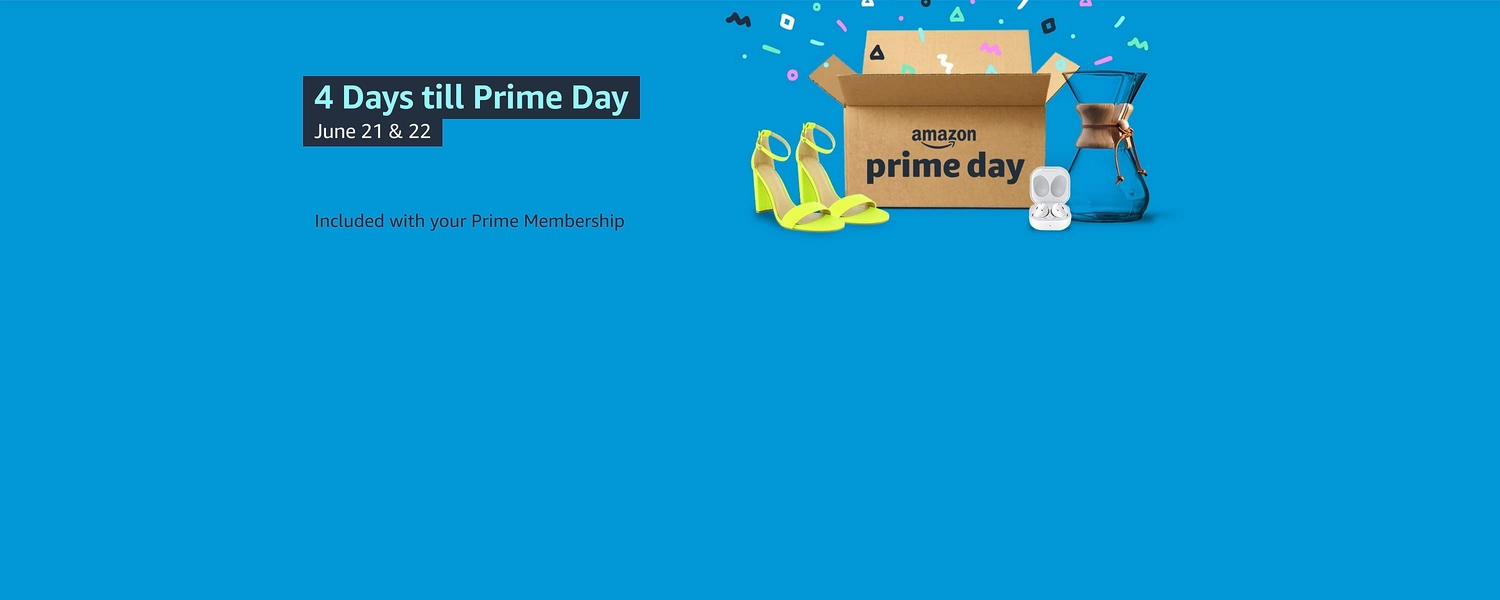 4 Days till Prime Day
June 21 & 22
Included with your Prime Membership
amazon
prime day